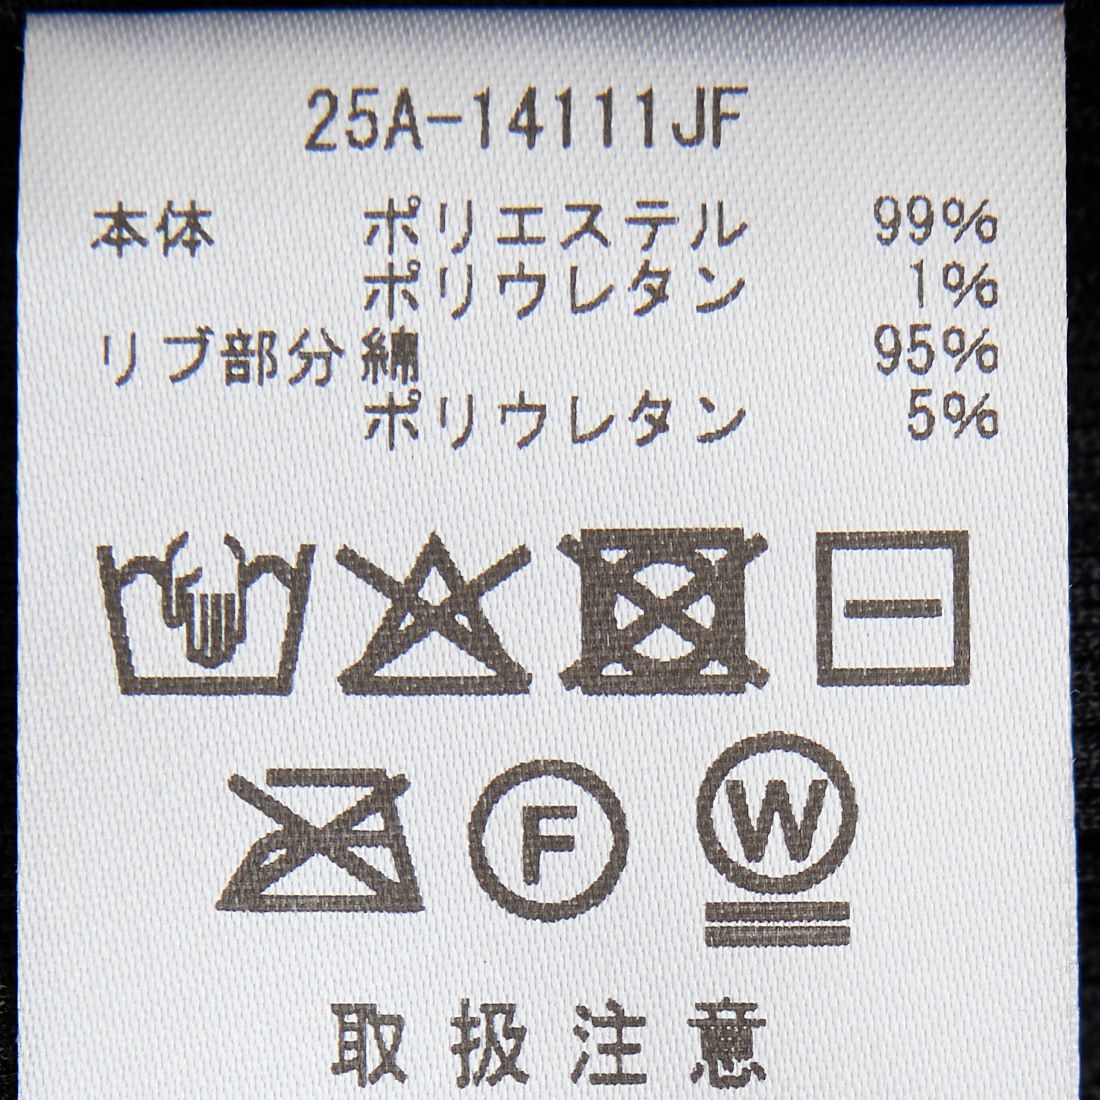 25A-14111JF
本体 ポリエステル 99%
ポリウレタン 1%
リブ部分 綿 95%
ポリウレタン 5%
F W
取扱注意